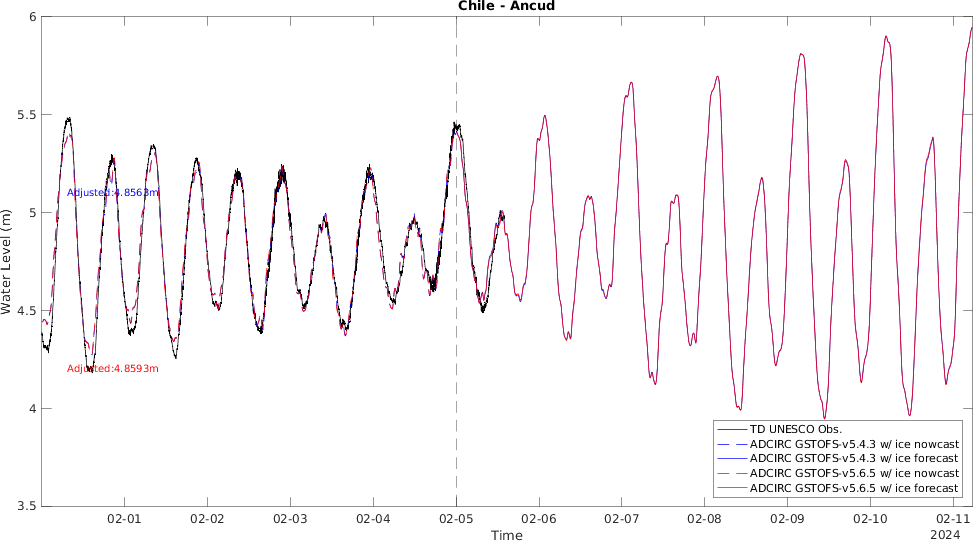 Chile - Ancud
6
5.5
5
4.5
4
3.5
Water Level (m)
Adjusted:4.8563m
Adjusted:4.8593m
TD UNESCO Obs.
ADCIRC GSTOFS-v5.4.3 w/ ice nowcast
ADCIRC GSTOFS-v5.4.3 w/ ice forecast
ADCIRC GSTOFS-v5.6.5 w/ ice nowcast
ADCIRC GSTOFS-v5.6.5 w/ ice forecast
02-01 02-02 02-03 02-04 02-05 02-06 02-07 02-08 02-09 02-10 02-11
Time 2024